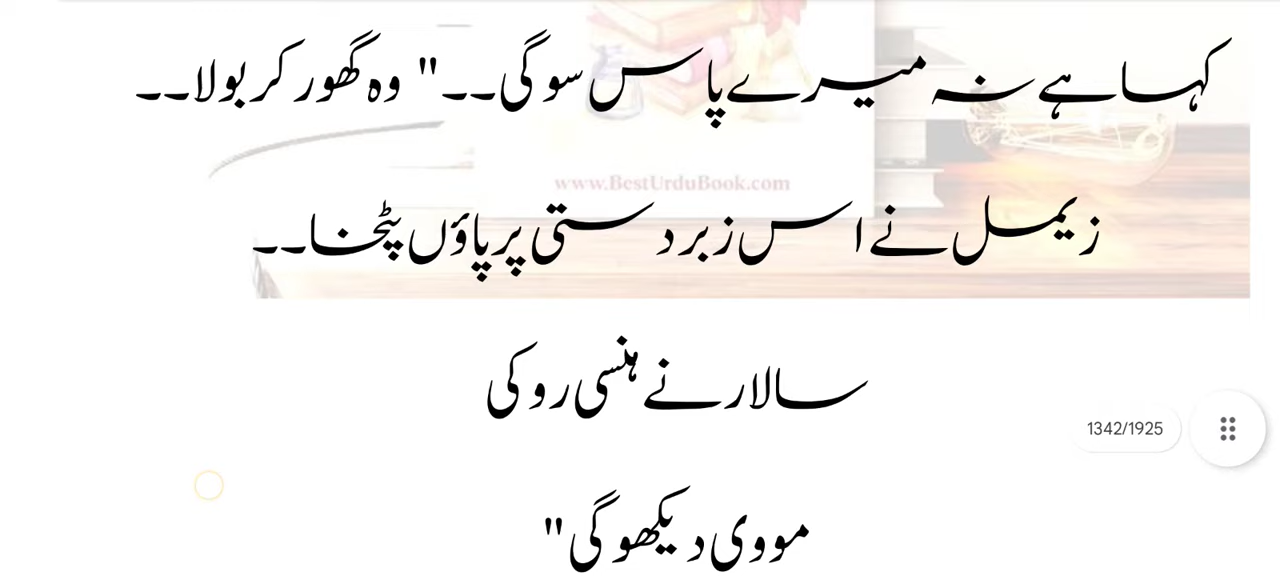 کہا ہے نہ میرے پاس سو گی۔۔" وہ گھور کر بولا۔۔
www.BestUrduBook.com
زیمل نے اس زبردستی پر پاؤں پٹخا۔۔
سالار نے ہنسی روکی
1342/1925
مووی دیکھو گی"